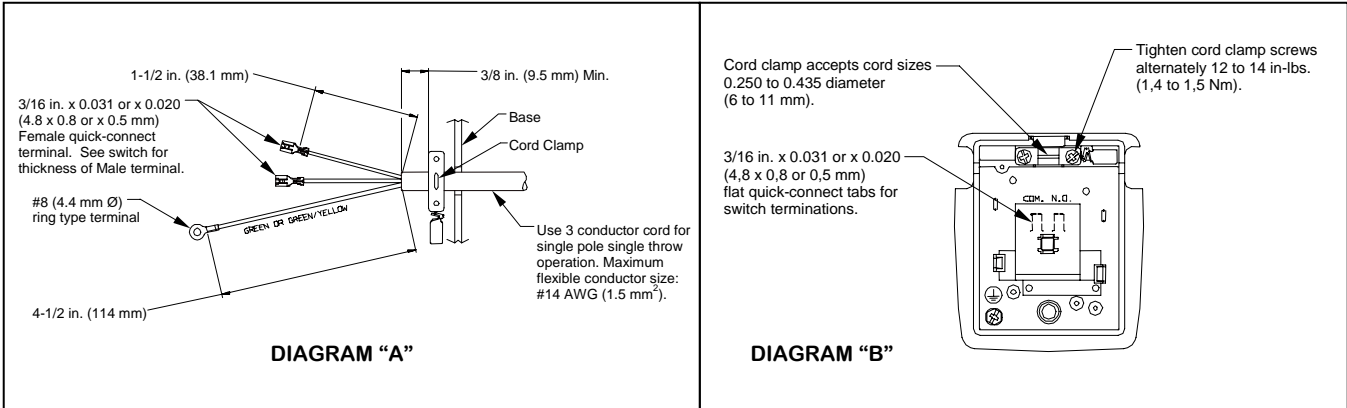 1-1/2 in. (38.1 mm)
3/8 in. (9.5 mm) Min.
3/16 in. x 0.031 or x 0.020
(4.8 x 0.8 or x 0.5 mm)
Female quick-connect
terminal.  See switch for
thickness of Male terminal.
Base
Cord Clamp
#8 (4.4 mm Ø)
ring type terminal
GREEN OR GREEN/YELLOW
Use 3 conductor cord for
single pole single throw
operation. Maximum
flexible conductor size:
#14 AWG (1.5 mm²).
4-1/2 in. (114 mm)
DIAGRAM “A”
Cord clamp accepts cord sizes
0.250 to 0.435 diameter
(6 to 11 mm).
Tighten cord clamp screws
alternately 12 to 14 in-lbs.
(1,4 to 1,5 Nm).
3/16 in. x 0.031 or x 0.020
(4,8 x 0,8 or 0,5 mm)
flat quick-connect tabs for
switch terminations.
COM. N.O.
DIAGRAM “B”